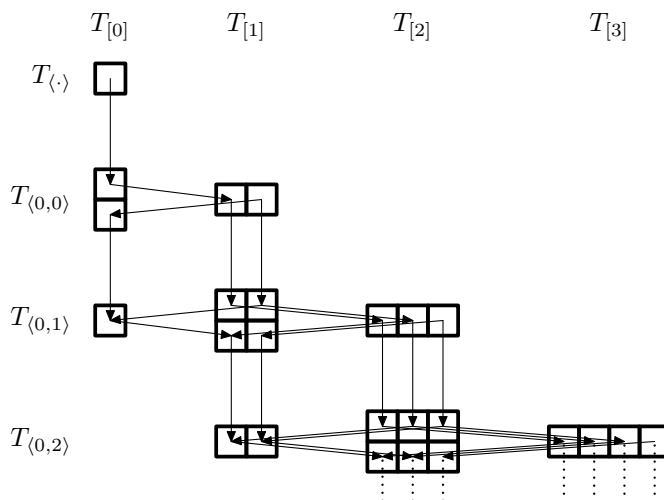 T[0] T[1] T[2] T[3]
T⟨·⟩
T⟨0,0⟩
T⟨0,1⟩
T⟨0,2⟩